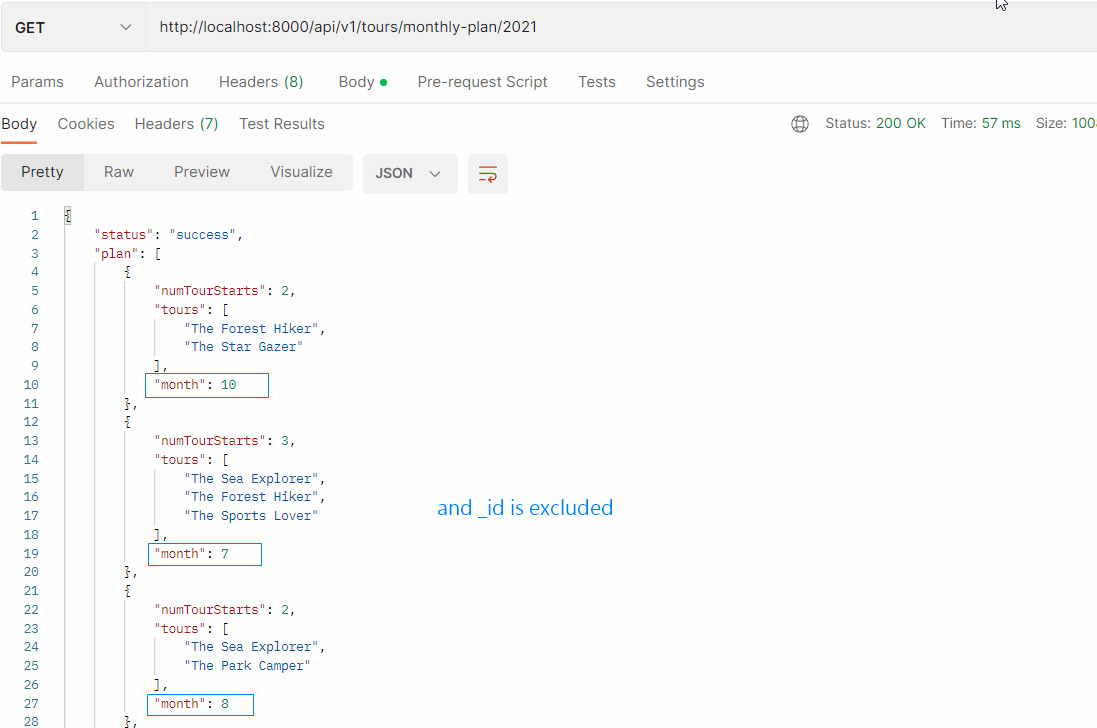 GET http://localhost:8000/api/v1/tours/monthly-plan/2021
Params Authorization Headers (8) Body Pre-request Script Tests Settings
Body Cookies Headers (7) Test Results Status: 200 OK Time: 57 ms Size: 100
Pretty Raw Preview Visualize JSON
1 {
2 "status": "success",
3 "plan": [
4 {
5 "numTourStarts": 2,
6 "tours": [
7 "The Forest Hiker",
8 "The Star Gazer"
9 ],
10 "month": 10
11 },
12 {
13 "numTourStarts": 3,
14 "tours": [
15 "The Sea Explorer",
16 "The Forest Hiker",
17 "The Sports Lover"
18 ],
19 "month": 7
20 },
21 {
22 "numTourStarts": 2,
23 "tours": [
24 "The Sea Explorer",
25 "The Park Camper"
26 ],
27 "month": 8
28 },
and _id is excluded